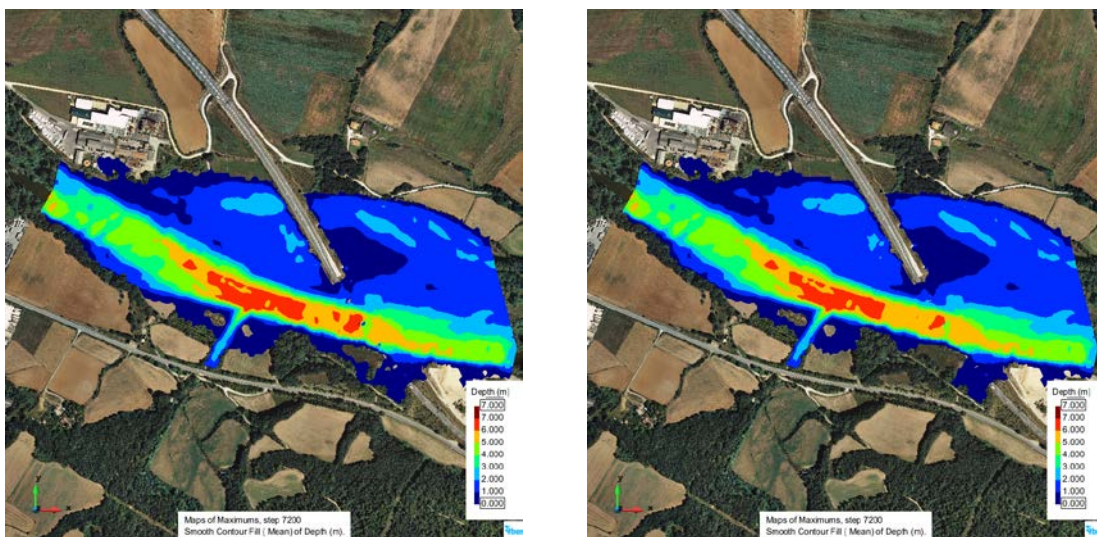 Depth (m)
7.000
7.000
6.000
5.000
4.000
3.000
2.000
1.000
0.000
y
x
Maps of Maximums, step 7200
Smooth Contour Fill ( Mean) of Depth (m).
Iber
Depth (m)
7.000
7.000
6.000
5.000
4.000
3.000
2.000
1.000
0.000
y
x
Maps of Maximums, step 7200
Smooth Contour Fill ( Mean) of Depth (m).
Iber